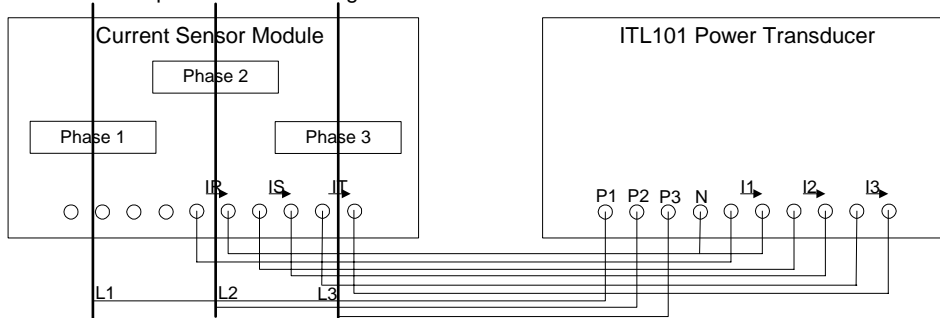 Current Sensor Module
ITL101 Power Transducer
Phase 2
Phase 1
Phase 3
IR IS IT
P1 P2 P3 N I1 I2 I3
L1 L2 L3